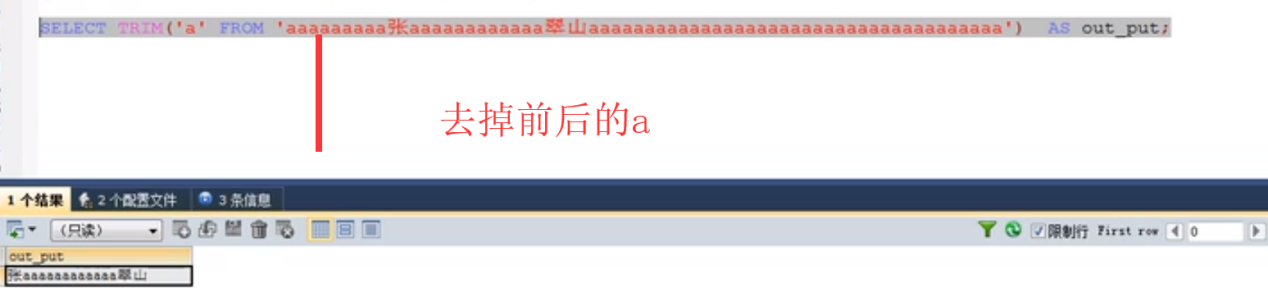 SELECT TRIM('a' FROM 'aaaaaaaaa张aaaaaaaaaaaa翠山aaaaaaaaaaaaaaaaaaaaaaaaaaaaaaaaaaaaa') AS out_put;
去掉前后的a
1 个结果 2 个配置文件 3 条信息
(只读) 限制行 First row 0
out_put
张aaaaaaaaaaaa翠山